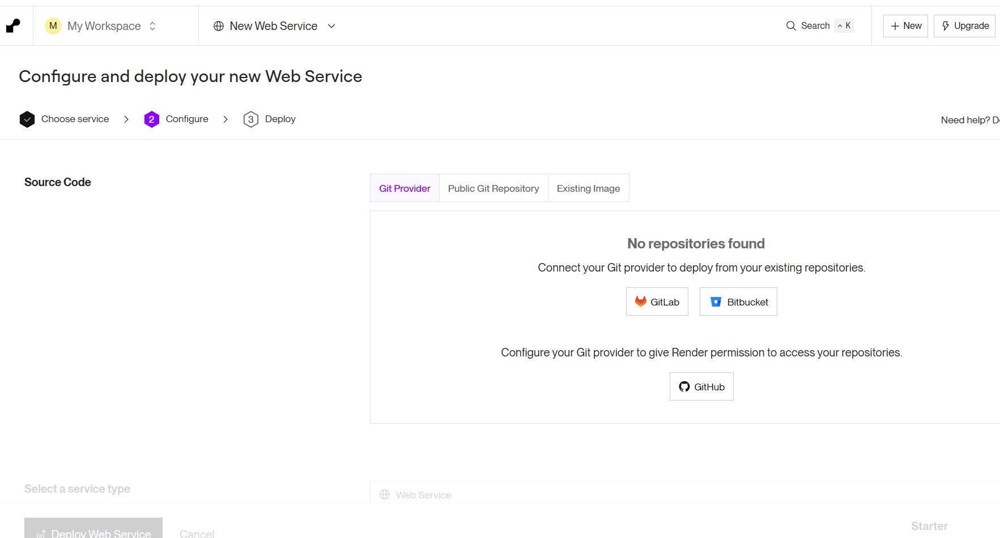 M My Workspace New Web Service Search ^ K + New Upgrade
Configure and deploy your new Web Service
Choose service 2 Configure 3 Deploy
Need help?
Source Code
Git Provider Public Git Repository Existing Image
No repositories found
Connect your Git provider to deploy from your existing repositories.
GitLab Bitbucket
Configure your Git provider to give Render permission to access your repositories.
GitHub
Select a service type
Web Service
Deploy Web Service Cancel
Starter